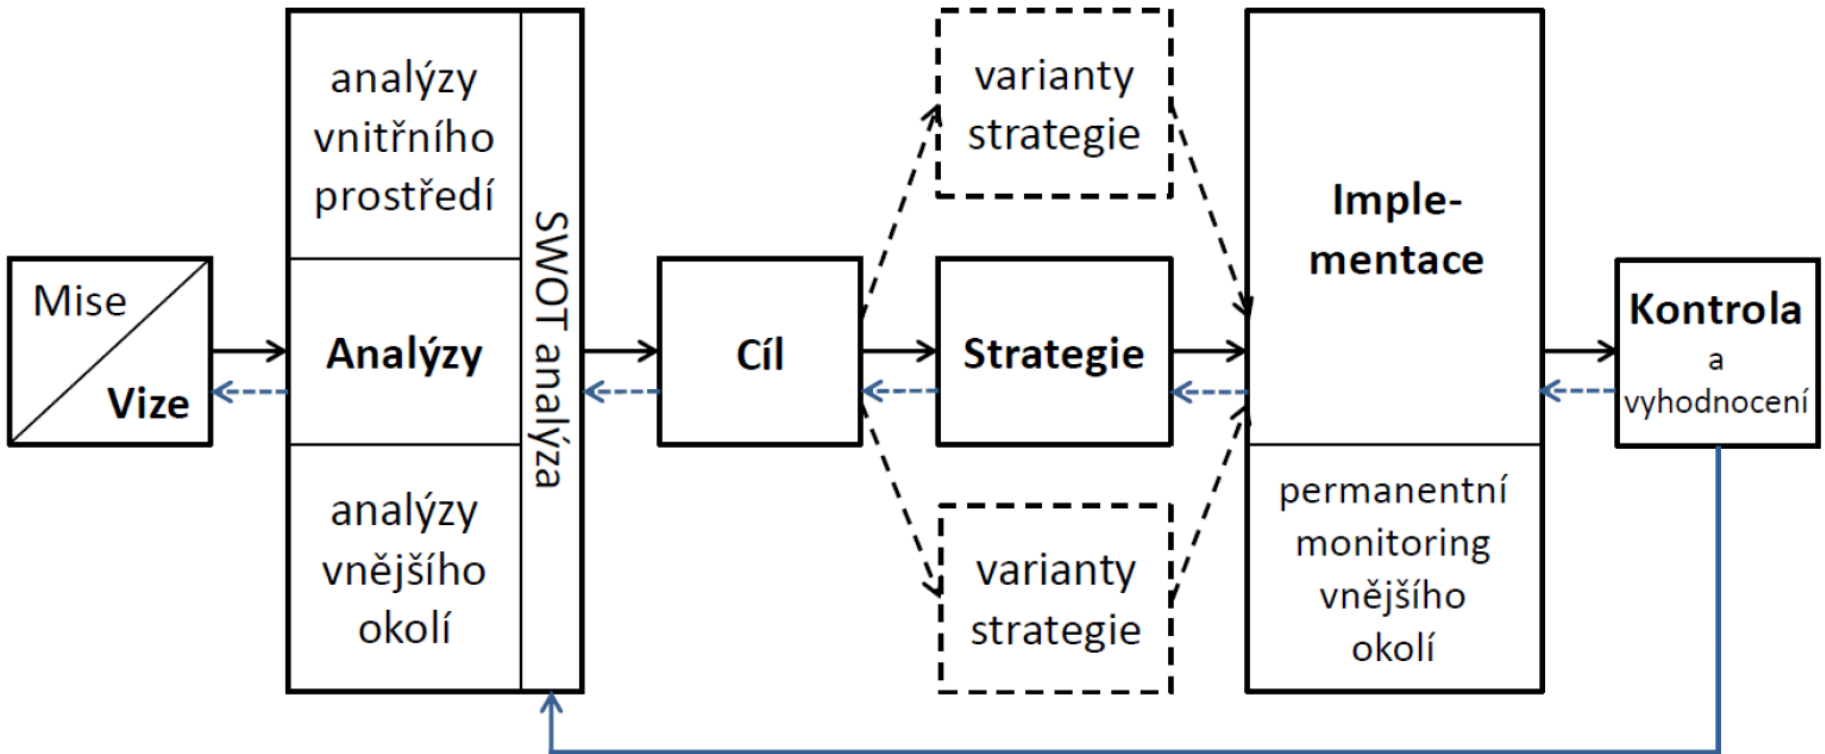 Mise
Vize
analýzy
vnitřního
prostředí
Analýzy
analýzy
vnějšího
okolí
SWOT analýza
Cíl
varianty
strategie
Strategie
varianty
strategie
Imple-
mentace
permanentní
monitoring
vnějšího
okolí
Kontrola
a
vyhodnocení